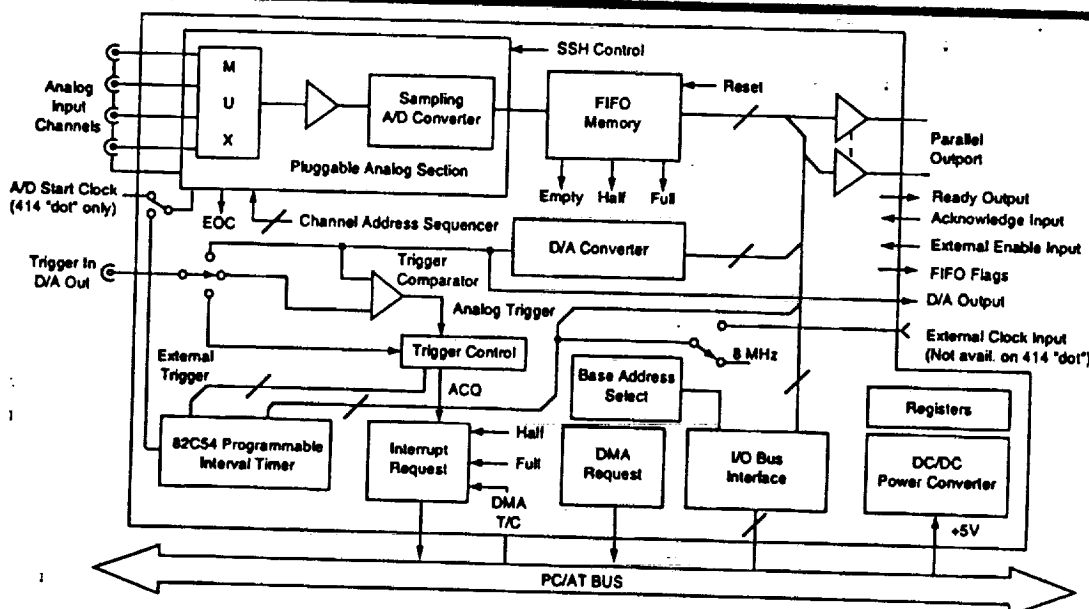 Analog
Input
Channels
M
U
X
Sampling
A/D Converter
Pluggable Analog Section
SSH Control
FIFO
Memory
Reset
Empty
Half
Full
Parallel
Outport
Ready Output
Acknowledge Input
External Enable Input
FIFO Flags
D/A Output
External Clock Input
(Not avail. on 414 "dot")
A/D Start Clock
(414 "dot" only)
EOC
Channel Address Sequencer
D/A Converter
Trigger In
D/A Out
Trigger
Comparator
Analog Trigger
Trigger Control
External
Trigger
ACQ
8 MHz
Base Address
Select
Registers
82C54 Programmable
Interval Timer
Interrupt
Request
Half
Full
DMA
T/C
DMA
Request
I/O Bus
Interface
DC/DC
Power Converter
+5V
PC/AT BUS